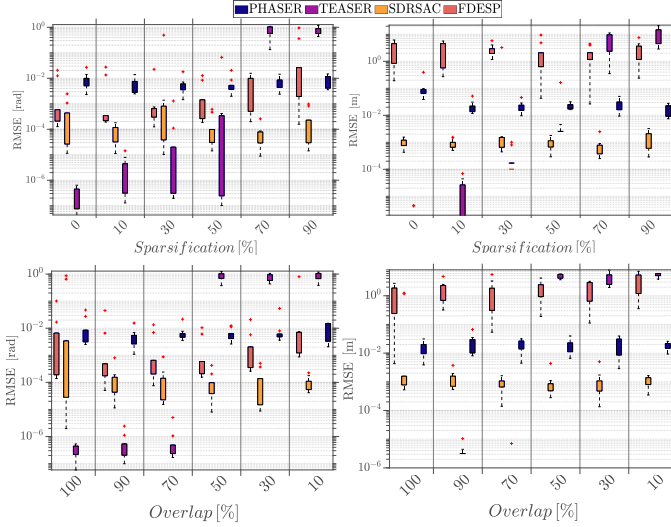 PHASER TEASER SDRSAC FDESP
RMSE [rad]
10^0
10^-2
10^-4
10^-6
0 10 30 50 70 90
Sparsification[%]
RMSE [m]
10^2
10^0
10^-2
10^-4
0 10 30 50 70 90
Sparsification[%]
RMSE [rad]
10^0
10^-2
10^-4
10^-6
100 90 70 50 30 10
Overlap[%]
RMSE [m]
10^0
10^-2
10^-4
10^-6
100 90 70 50 30 10
Overlap[%]